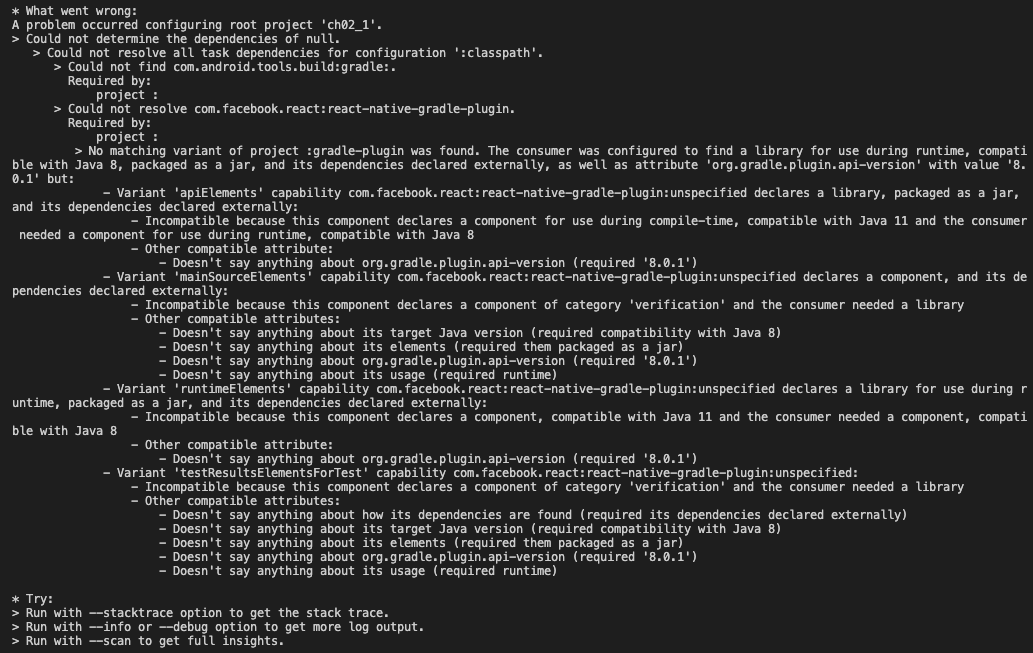 * What went wrong:
A problem occurred configuring root project 'ch02_1'.
> Could not determine the dependencies of null.
   > Could not resolve all task dependencies for configuration ':classpath'.
      > Could not find com.android.tools.build:gradle:.
        Required by:
            project :
      > Could not resolve com.facebook.react:react-native-gradle-plugin.
        Required by:
            project :
         > No matching variant of project :gradle-plugin was found. The consumer was configured to find a library for use during runtime, compati
ble with Java 8, packaged as a jar, and its dependencies declared externally, as well as attribute 'org.gradle.plugin.api-version' with value '8.
0.1' but:
             - Variant 'apiElements' capability com.facebook.react:react-native-gradle-plugin:unspecified declares a library, packaged as a jar,
and its dependencies declared externally:
                 - Incompatible because this component declares a component for use during compile-time, compatible with Java 11 and the consumer
 needed a component for use during runtime, compatible with Java 8
                 - Other compatible attribute:
                     - Doesn't say anything about org.gradle.plugin.api-version (required '8.0.1')
             - Variant 'mainSourceElements' capability com.facebook.react:react-native-gradle-plugin:unspecified declares a component, and its de
pendencies declared externally:
                 - Incompatible because this component declares a component of category 'verification' and the consumer needed a library
                 - Other compatible attributes:
                     - Doesn't say anything about its target Java version (required compatibility with Java 8)
                     - Doesn't say anything about its elements (required them packaged as a jar)
                     - Doesn't say anything about org.gradle.plugin.api-version (required '8.0.1')
                     - Doesn't say anything about its usage (required runtime)
             - Variant 'runtimeElements' capability com.facebook.react:react-native-gradle-plugin:unspecified declares a library for use during r
untime, packaged as a jar, and its dependencies declared externally:
                 - Incompatible because this component declares a component, compatible with Java 11 and the consumer needed a component, compati
ble with Java 8
                 - Other compatible attribute:
                     - Doesn't say anything about org.gradle.plugin.api-version (required '8.0.1')
             - Variant 'testResultsElementsForTest' capability com.facebook.react:react-native-gradle-plugin:unspecified:
                 - Incompatible because this component declares a component of category 'verification' and the consumer needed a library
                 - Other compatible attributes:
                     - Doesn't say anything about how its dependencies are found (required its dependencies declared externally)
                     - Doesn't say anything about its target Java version (required compatibility with Java 8)
                     - Doesn't say anything about its elements (required them packaged as a jar)
                     - Doesn't say anything about org.gradle.plugin.api-version (required '8.0.1')
                     - Doesn't say anything about its usage (required runtime)

* Try:
> Run with --stacktrace option to get the stack trace.
> Run with --info or --debug option to get more log output.
> Run with --scan to get full insights.